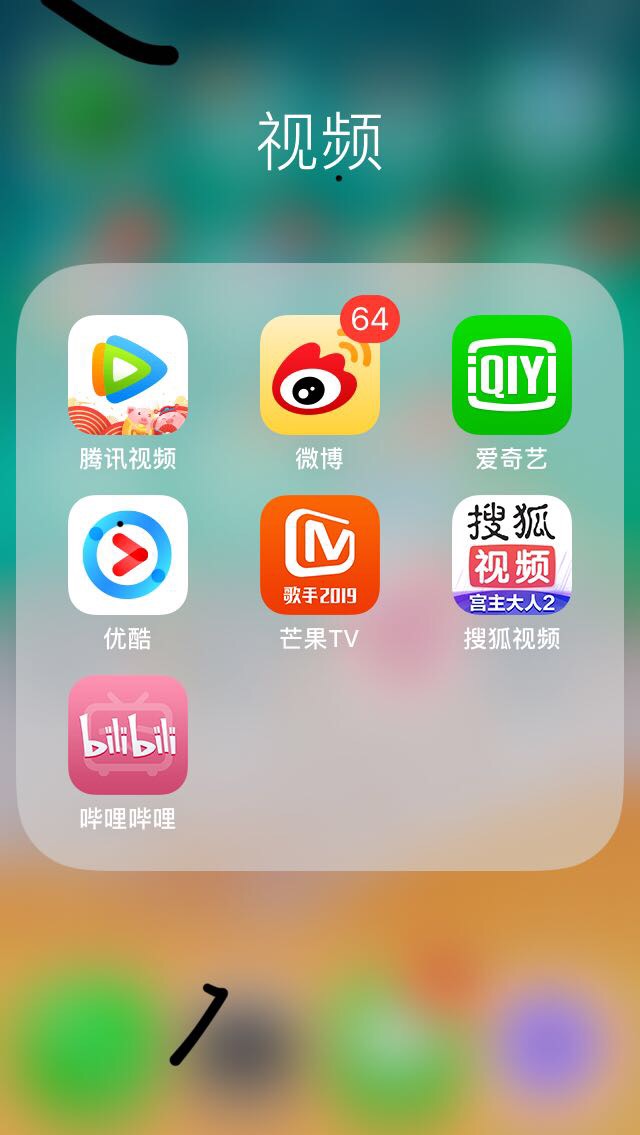 视频
64
iQIYI
腾讯视频 微博 爱奇艺
歌手2019
搜狐
视频
宫主大人2
优酷 芒果TV 搜狐视频
bilibili
哔哩哔哩